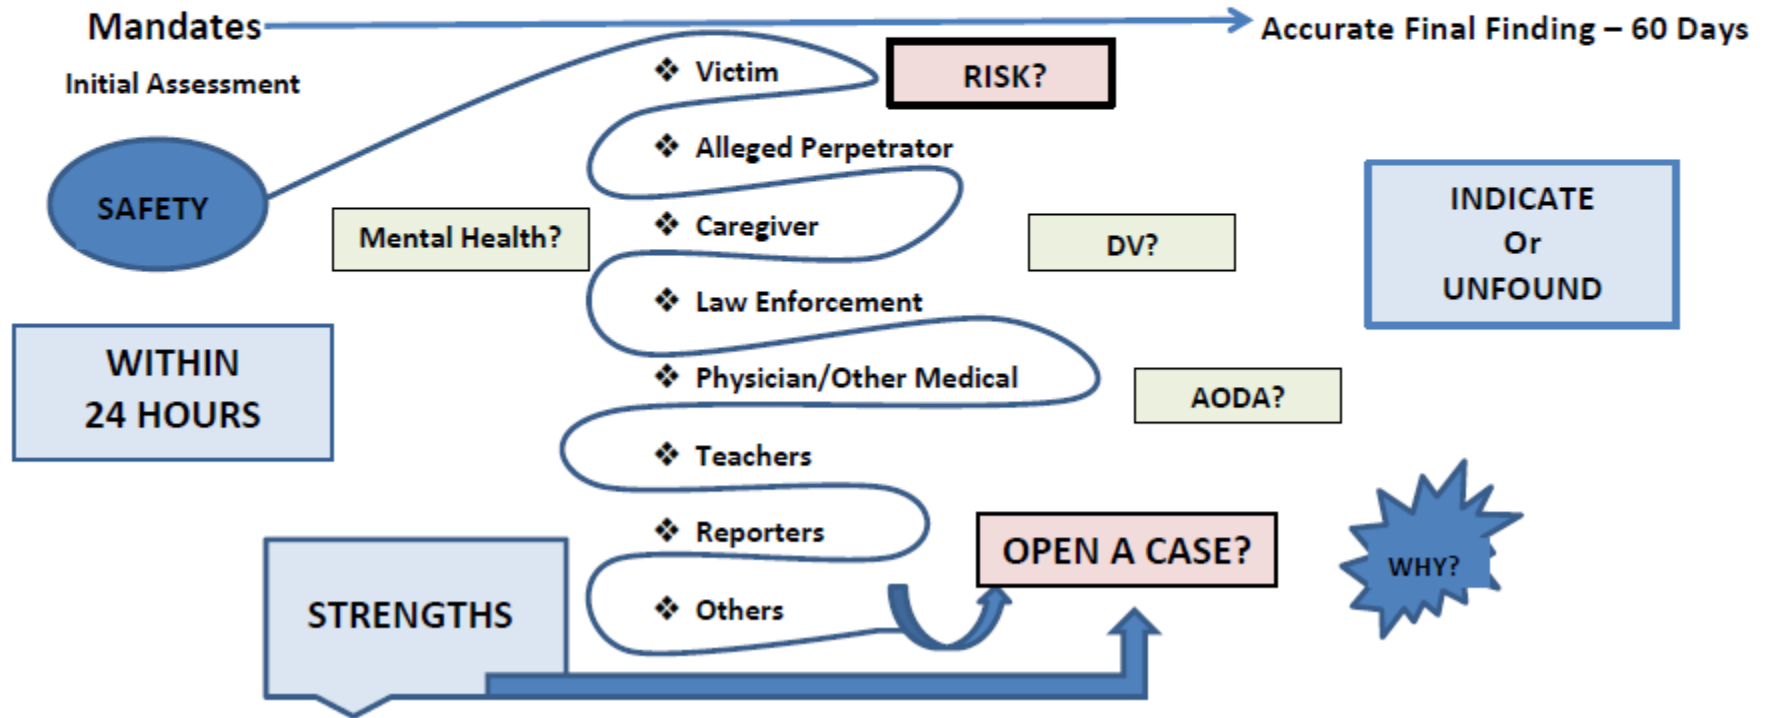 Mandates
Accurate Final Finding – 60 Days
Initial Assessment
❖ Victim
RISK?
❖ Alleged Perpetrator
SAFETY
Mental Health?
❖ Caregiver
DV?
INDICATE
Or
UNFOUND
❖ Law Enforcement
WITHIN
24 HOURS
❖ Physician/Other Medical
AODA?
❖ Teachers
❖ Reporters
OPEN A CASE?
WHY?
STRENGTHS
❖ Others